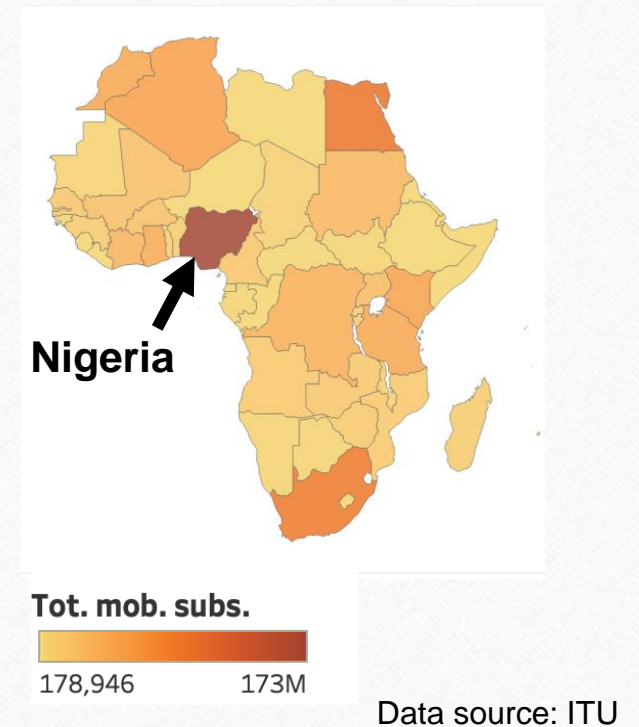 Nigeria
Tot. mob. subs.
178,946 173M
Data source: ITU